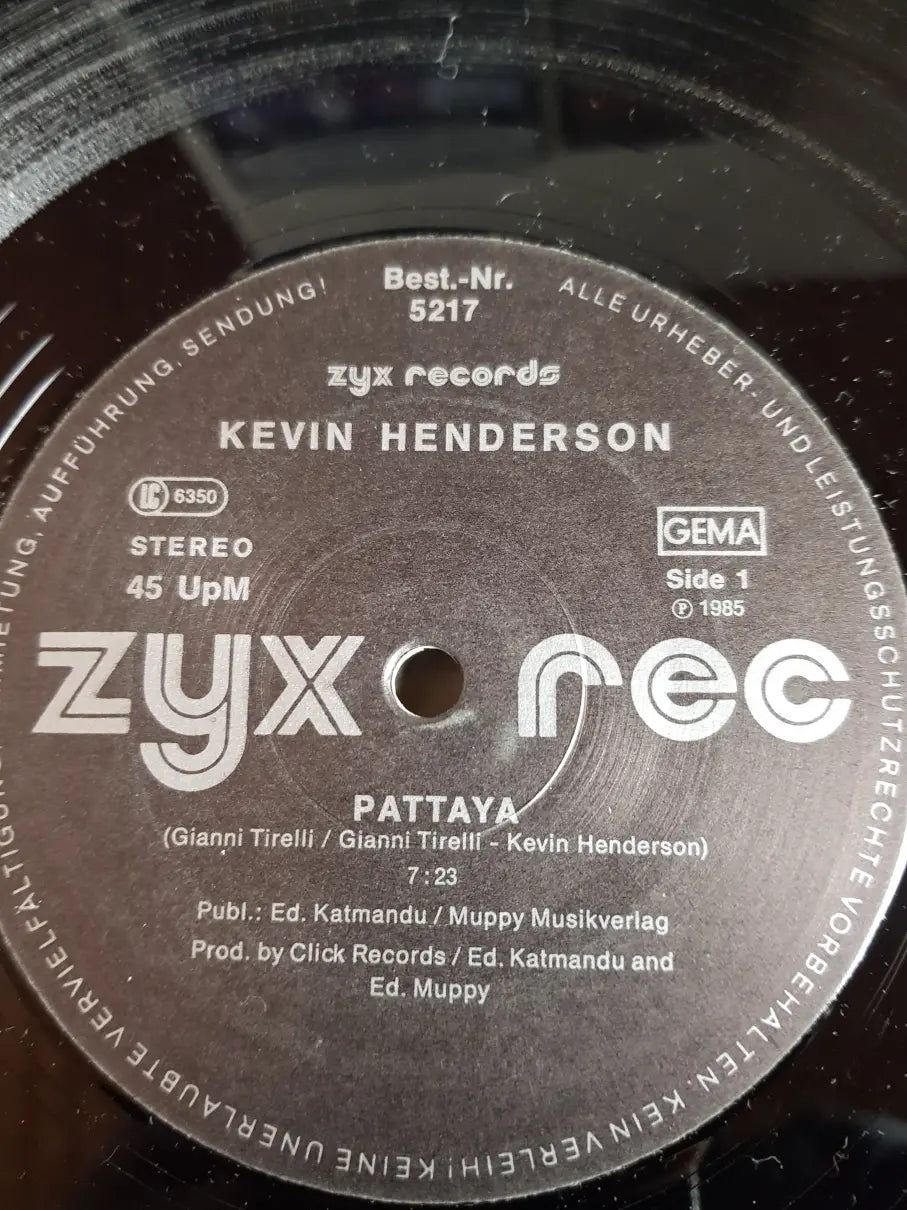 Best.-Nr.
5217
zyx records
KEVIN HENDERSON
LC 6350
GEMA
STEREO
Side 1
45 UpM
Ⓟ 1985
zyx rec
PATTAYA
(Gianni Tirelli / Gianni Tirelli - Kevin Henderson)
7:23
Publ.: Ed. Katmandu / Muppy Musikverlag
Prod. by Click Records / Ed. Katmandu and
Ed. Muppy
ALLE URHEBER- UND LEISTUNGSSCHUTZRECHTE VORBEHALTEN. KEIN VERLEIH! KEINE UNERLAUBTE VERVIELFÄLTIGUNG, AUFFÜHRUNG, SENDUNG!